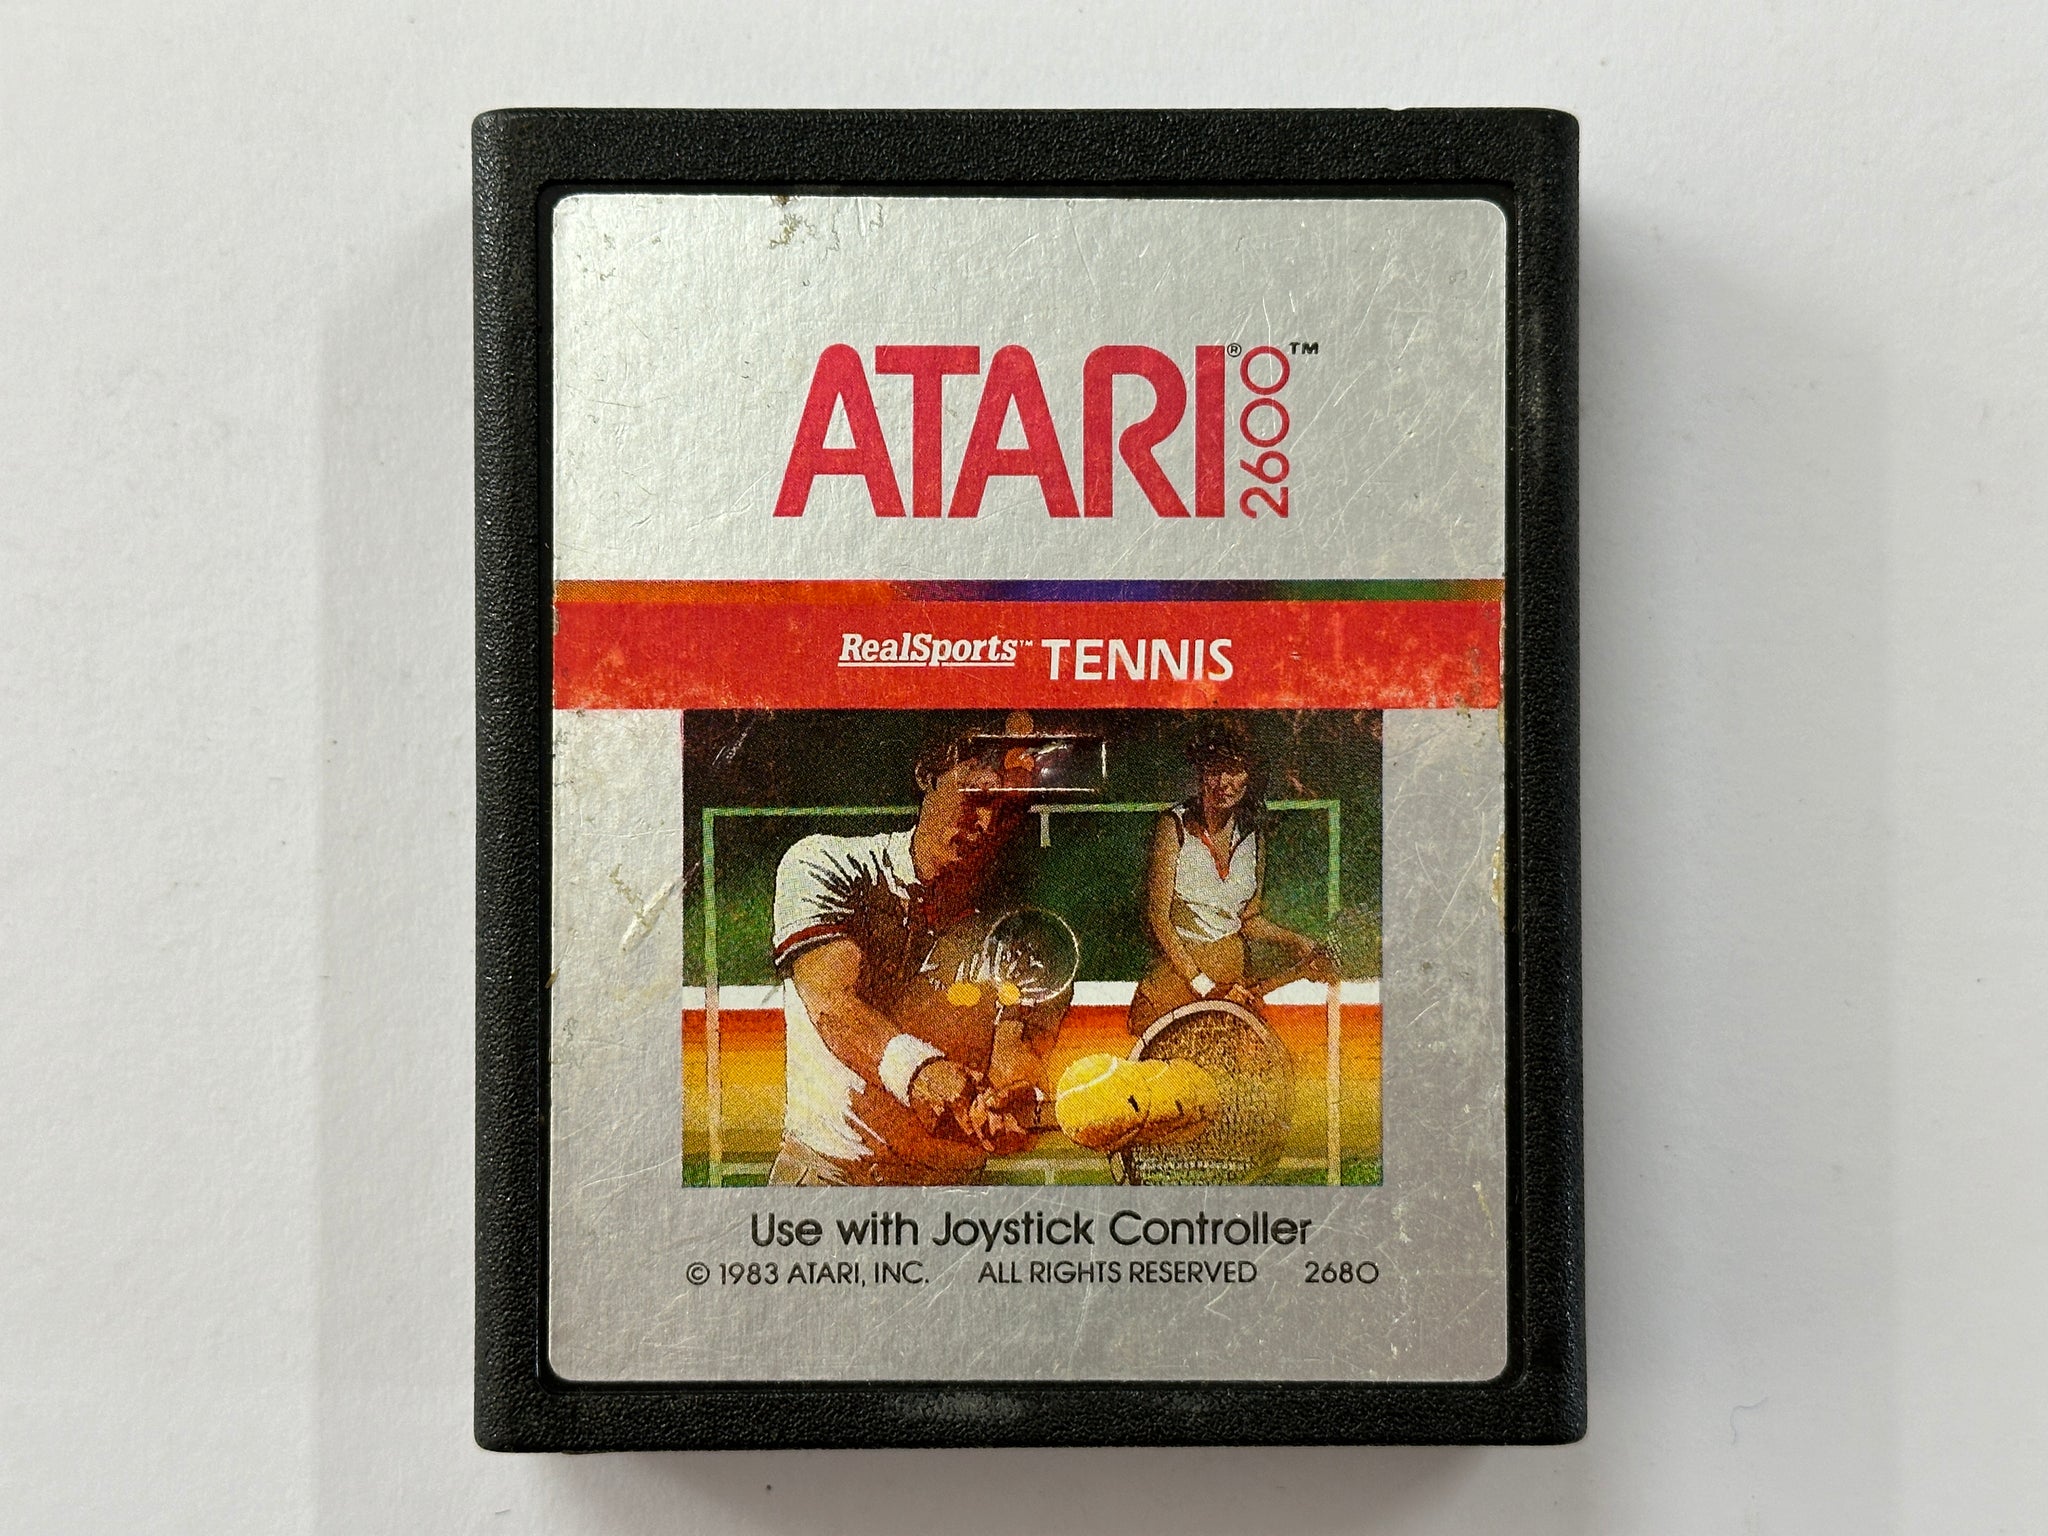 ATARI® 2600™
RealSports™ TENNIS
Use with Joystick Controller
© 1983 ATARI, INC. ALL RIGHTS RESERVED 2680